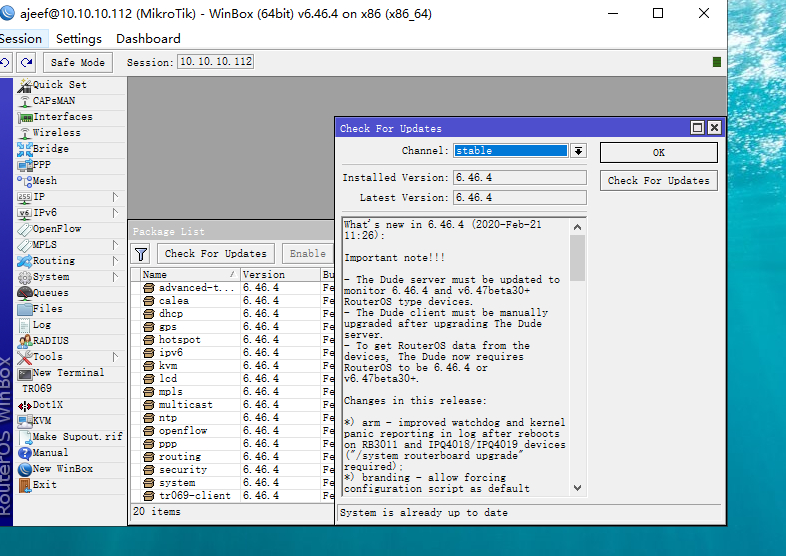 ajeef@10.10.10.112 (MikroTik) - WinBox (64bit) v6.46.4 on x86 (x86_64)
Session Settings Dashboard
Safe Mode Session: 10.10.10.112
Quick Set
CAPsMAN
Interfaces
Wireless
Bridge
PPP
Mesh
IP
IPv6
OpenFlow
MPLS
Routing
System
Queues
Files
Log
RADIUS
Tools
New Terminal
TR069
Dot1X
KVM
Make Supout.rif
Manual
New WinBox
Exit
RouterOS WinBox
Package List
Check For Updates Enable
Name / Version Bu
advanced-t... 6.46.4 Fe
calea 6.46.4 Fe
dhcp 6.46.4 Fe
gps 6.46.4 Fe
hotspot 6.46.4 Fe
ipv6 6.46.4 Fe
kvm 6.46.4 Fe
lcd 6.46.4 Fe
mpls 6.46.4 Fe
multicast 6.46.4 Fe
ntp 6.46.4 Fe
openflow 6.46.4 Fe
ppp 6.46.4 Fe
routing 6.46.4 Fe
security 6.46.4 Fe
system 6.46.4 Fe
tr069-client 6.46.4 Fe
20 items
Check For Updates
Channel: stable
OK
Installed Version: 6.46.4
Check For Updates
Latest Version: 6.46.4
What's new in 6.46.4 (2020-Feb-21
11:26):
Important note!!!
- The Dude server must be updated to
monitor 6.46.4 and v6.47beta30+
RouterOS type devices.
- The Dude client must be manually
upgraded after upgrading The Dude
server.
- To get RouterOS data from the
devices, The Dude now requires
RouterOS to be 6.46.4 or
v6.47beta30+.
Changes in this release:
*) arm - improved watchdog and kernel
panic reporting in log after reboots
on RB3011 and IPQ4018/IPQ4019 devices
("/system routerboard upgrade"
required);
*) branding - allow forcing
configuration script as default
System is already up to date